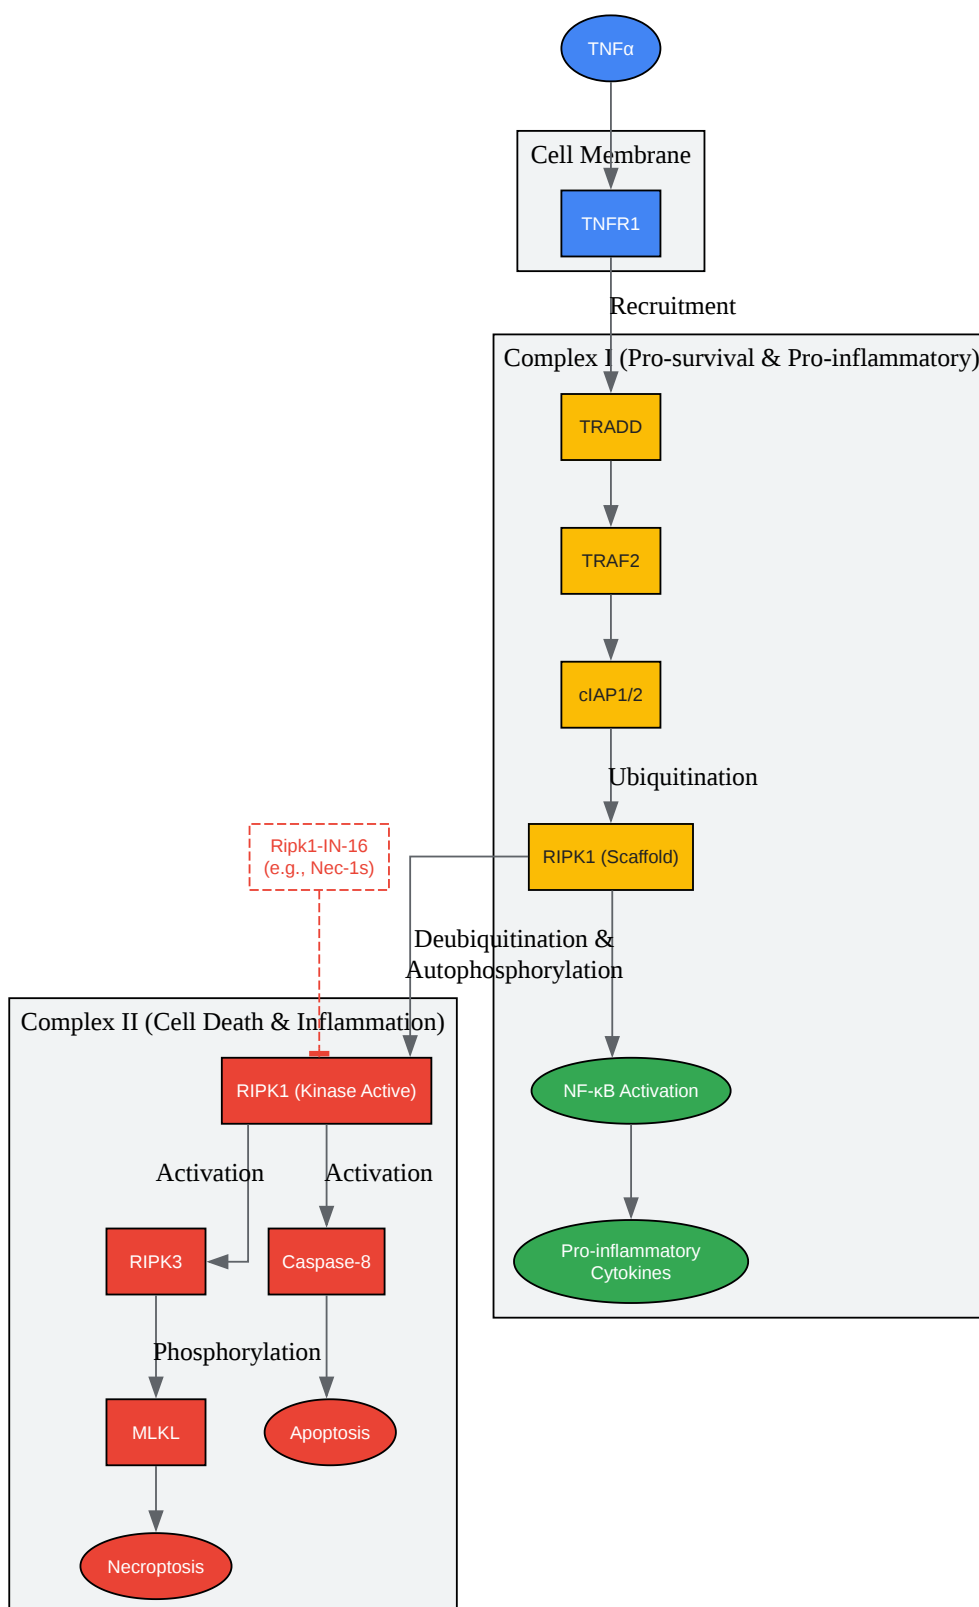 TNFα
Cell Membrane
TNFR1
Recruitment
Complex I (Pro-survival & Pro-inflammatory)
TRADD
TRAF2
cIAP1/2
Ubiquitination
Ripk1-IN-16
(e.g., Nec-1s)
RIPK1 (Scaffold)
Deubiquitination &
Autophosphorylation
Complex II (Cell Death & Inflammation)
RIPK1 (Kinase Active)
NF-κB Activation
Activation
Activation
RIPK3
Caspase-8
Pro-inflammatory
Cytokines
Phosphorylation
MLKL
Apoptosis
Necroptosis